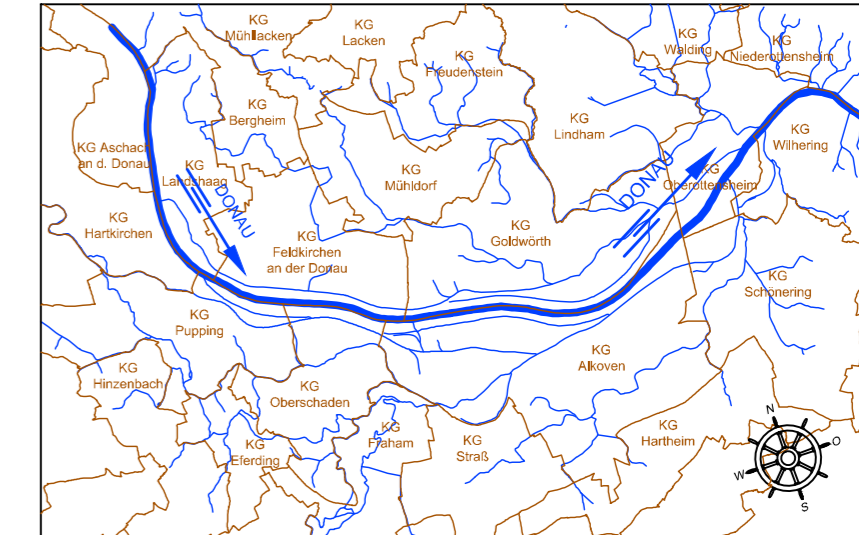 KG
Mühllacken
KG
Lacken
KG
Freudenstein
KG
Walding
KG
Niederottensheim
KG
Bergheim
KG
Lindham
KG
Wilhering
KG Aschach
an d. Donau
KG
Landshaag
KG
Mühldorf
KG
Oberottensheim
DONAU
DONAU
KG
Hartkirchen
KG
Feldkirchen
an der Donau
KG
Goldwörth
KG
Schönering
KG
Pupping
KG
Hinzenbach
KG
Oberschaden
KG
Alkoven
KG
Eferding
KG
Fraham
KG
Straß
KG
Hartheim
N
O
W
S